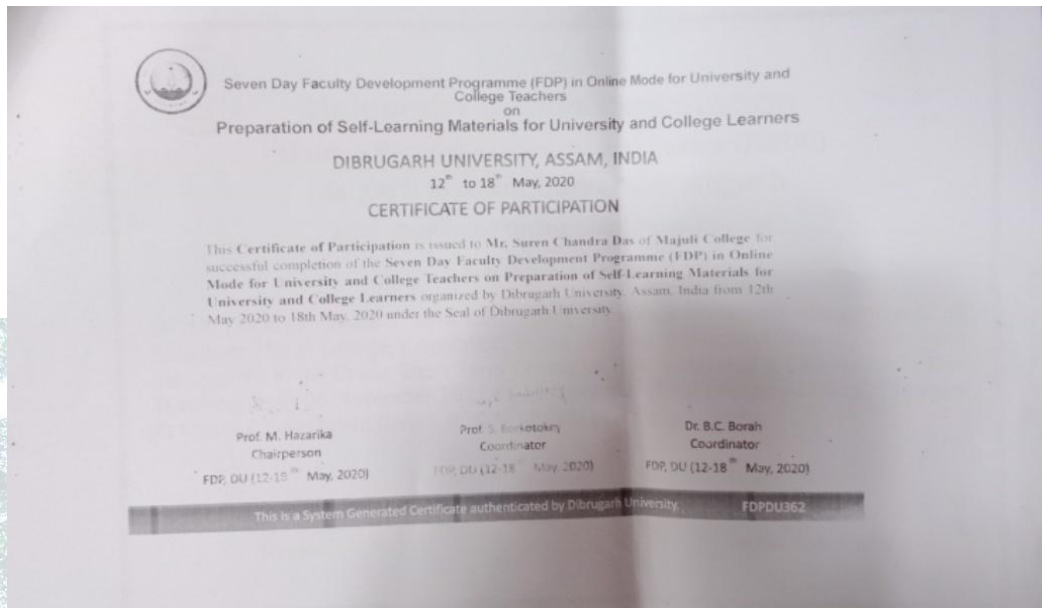 Seven Day Faculty Development Programme (FDP) in Online Mode for University and
College Teachers
on
Preparation of Self-Learning Materials for University and College Learners
DIBRUGARH UNIVERSITY, ASSAM, INDIA
12th to 18th May, 2020
CERTIFICATE OF PARTICIPATION
This Certificate of Participation is issued to Mr. Suren Chandra Das of Majuli College for
successful completion of the Seven Day Faculty Development Programme (FDP) in Online
Mode for University and College Teachers on Preparation of Self-Learning Materials for
University and College Learners organized by Dibrugarh University, Assam, India from 12th
May 2020 to 18th May, 2020 under the Seal of Dibrugarh University.
Prof. M. Hazarika Prof. S. Borkotokry Dr. B.C. Borah
Chairperson Coordinator Coordinator
FDP, DU (12-18th May, 2020) FDP, DU (12-18th May, 2020) FDP, DU (12-18th May, 2020)
This is a System Generated Certificate authenticated by Dibrugarh University. FDPDU362